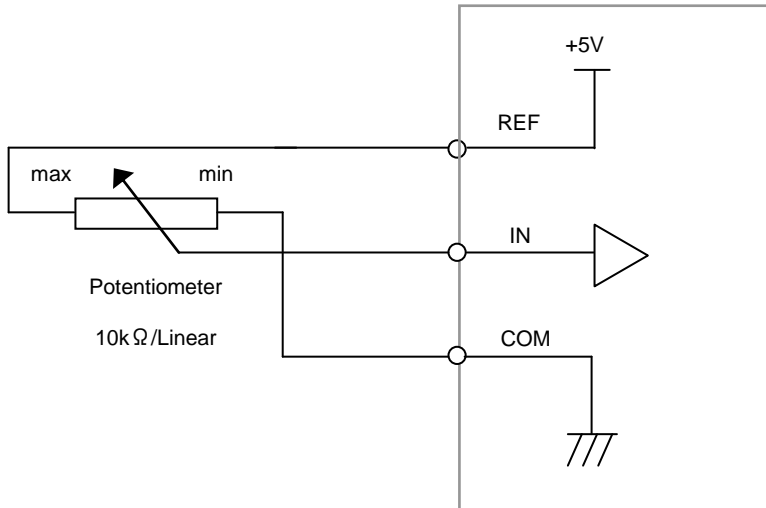 +5V
REF
max
min
IN
Potentiometer
10kΩ/Linear
COM